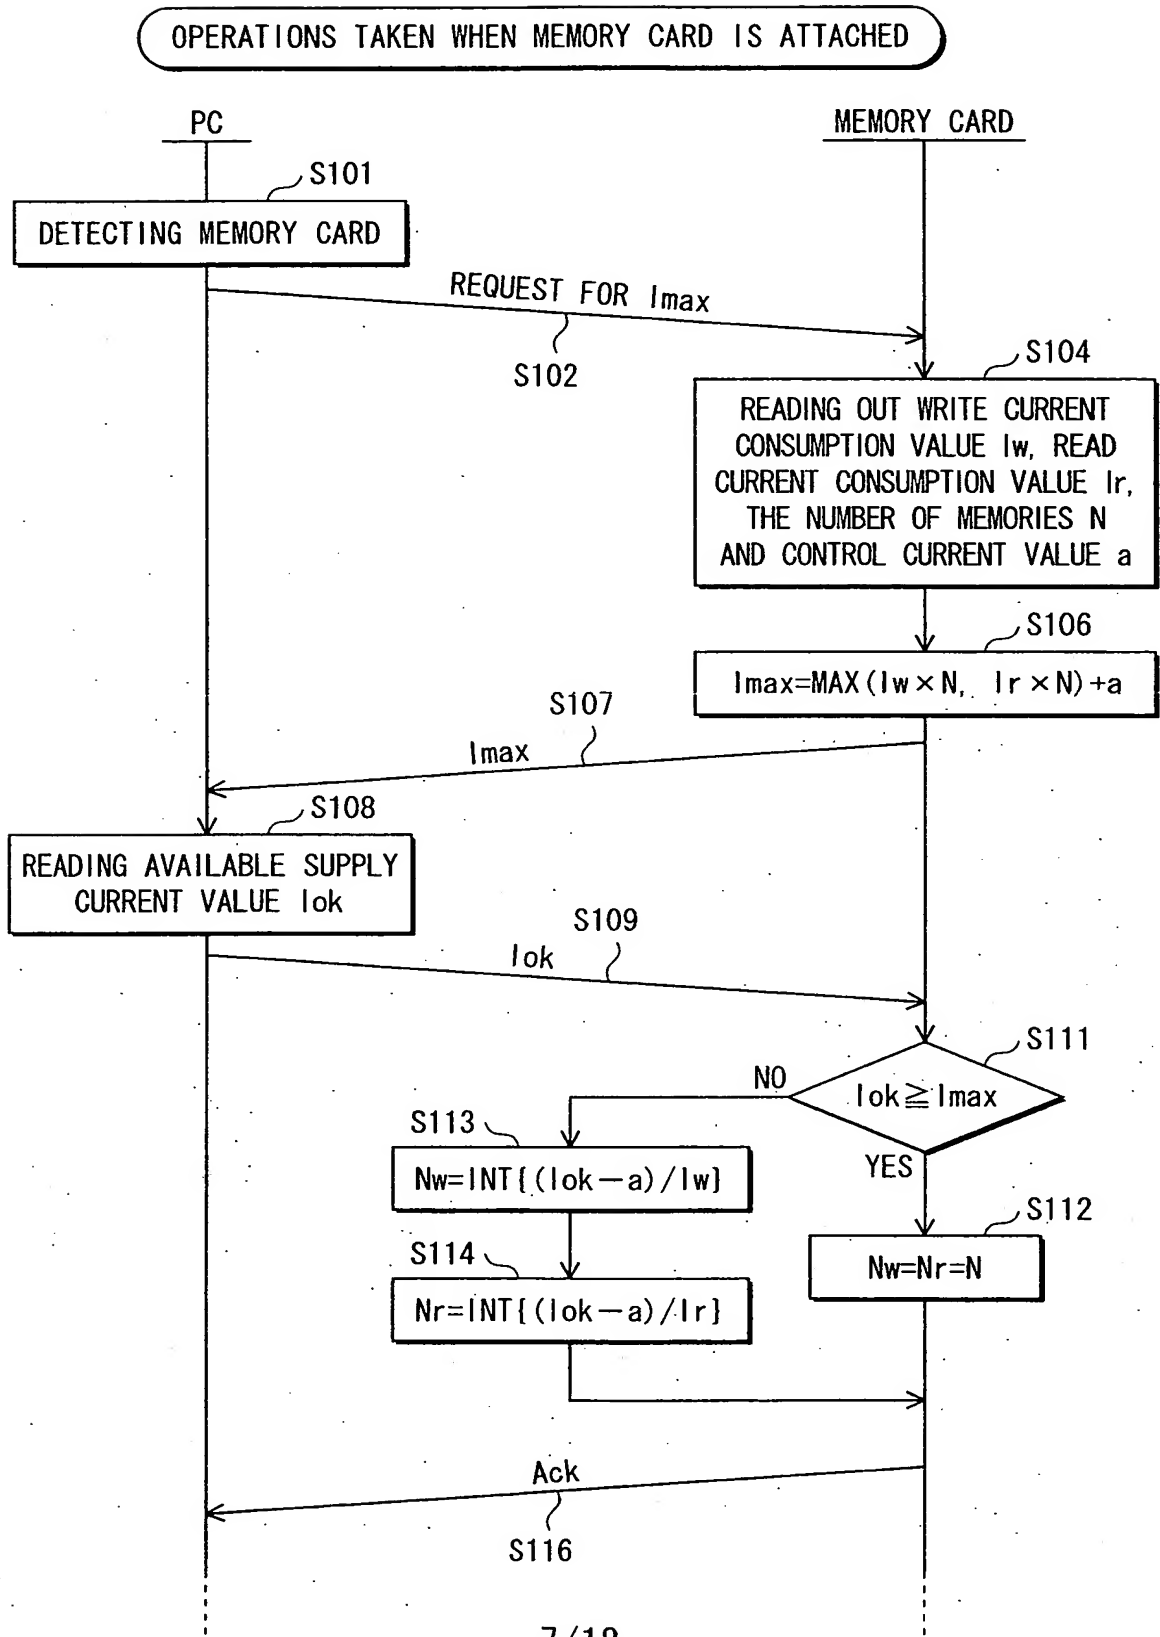 OPERATIONS TAKEN WHEN MEMORY CARD IS ATTACHED
PC
MEMORY CARD
S101
DETECTING MEMORY CARD
REQUEST FOR Imax
S102
S104
READING OUT WRITE CURRENT
CONSUMPTION VALUE Iw, READ
CURRENT CONSUMPTION VALUE Ir,
THE NUMBER OF MEMORIES N
AND CONTROL CURRENT VALUE a
S106
Imax=MAX(Iw×N, Ir×N)+a
S107
Imax
S108
READING AVAILABLE SUPPLY
CURRENT VALUE Iok
S109
Iok
S111
Iok≧Imax
NO
YES
S113
Nw=INT{(Iok−a)/Iw}
S112
Nw=Nr=N
S114
Nr=INT{(Iok−a)/Ir}
Ack
S116